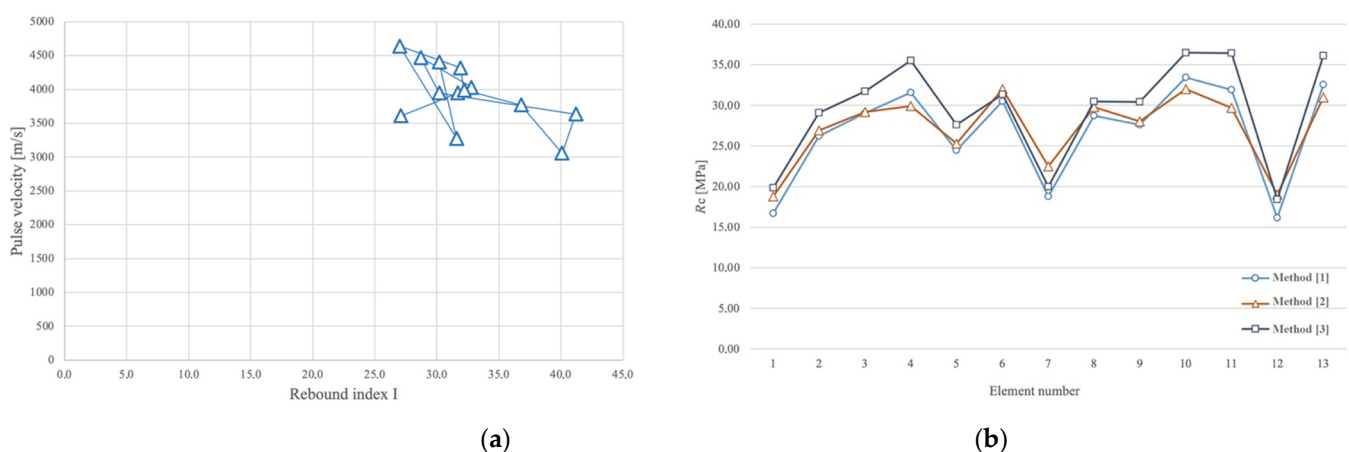 5000
4500
4000
3500
3000
2500
2000
1500
1000
500
0
0.0 5,0 10,0 15,0 20,0 25,0 30,0 35,0 40,0 45,0
Pulse velocity [m/s]
Rebound index I
(a)
40,00
35,00
30,00
25,00
20,00
15,00
10,00
5,00
0,00
1 2 3 4 5 6 7 8 9 10 11 12 13
Rc [MPa]
Element number
Method [1]
Method [2]
Method [3]
(b)